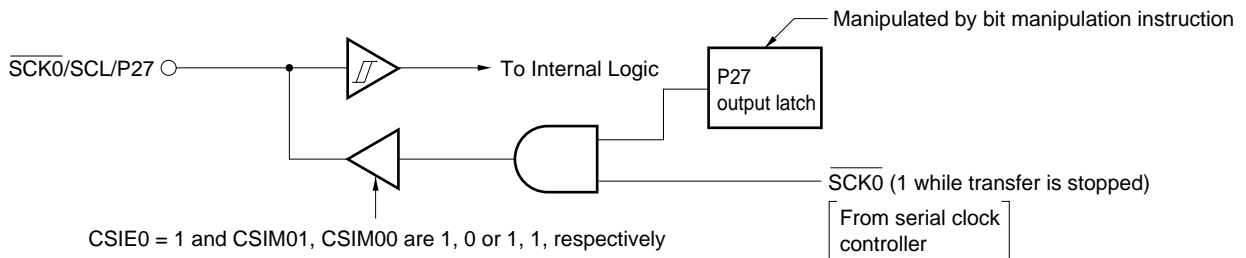 Manipulated by bit manipulation instruction
SCK0/SCL/P27
To Internal Logic
P27
output latch
SCK0 (1 while transfer is stopped)
From serial clock
controller
CSIE0 = 1 and CSIM01, CSIM00 are 1, 0 or 1, 1, respectively